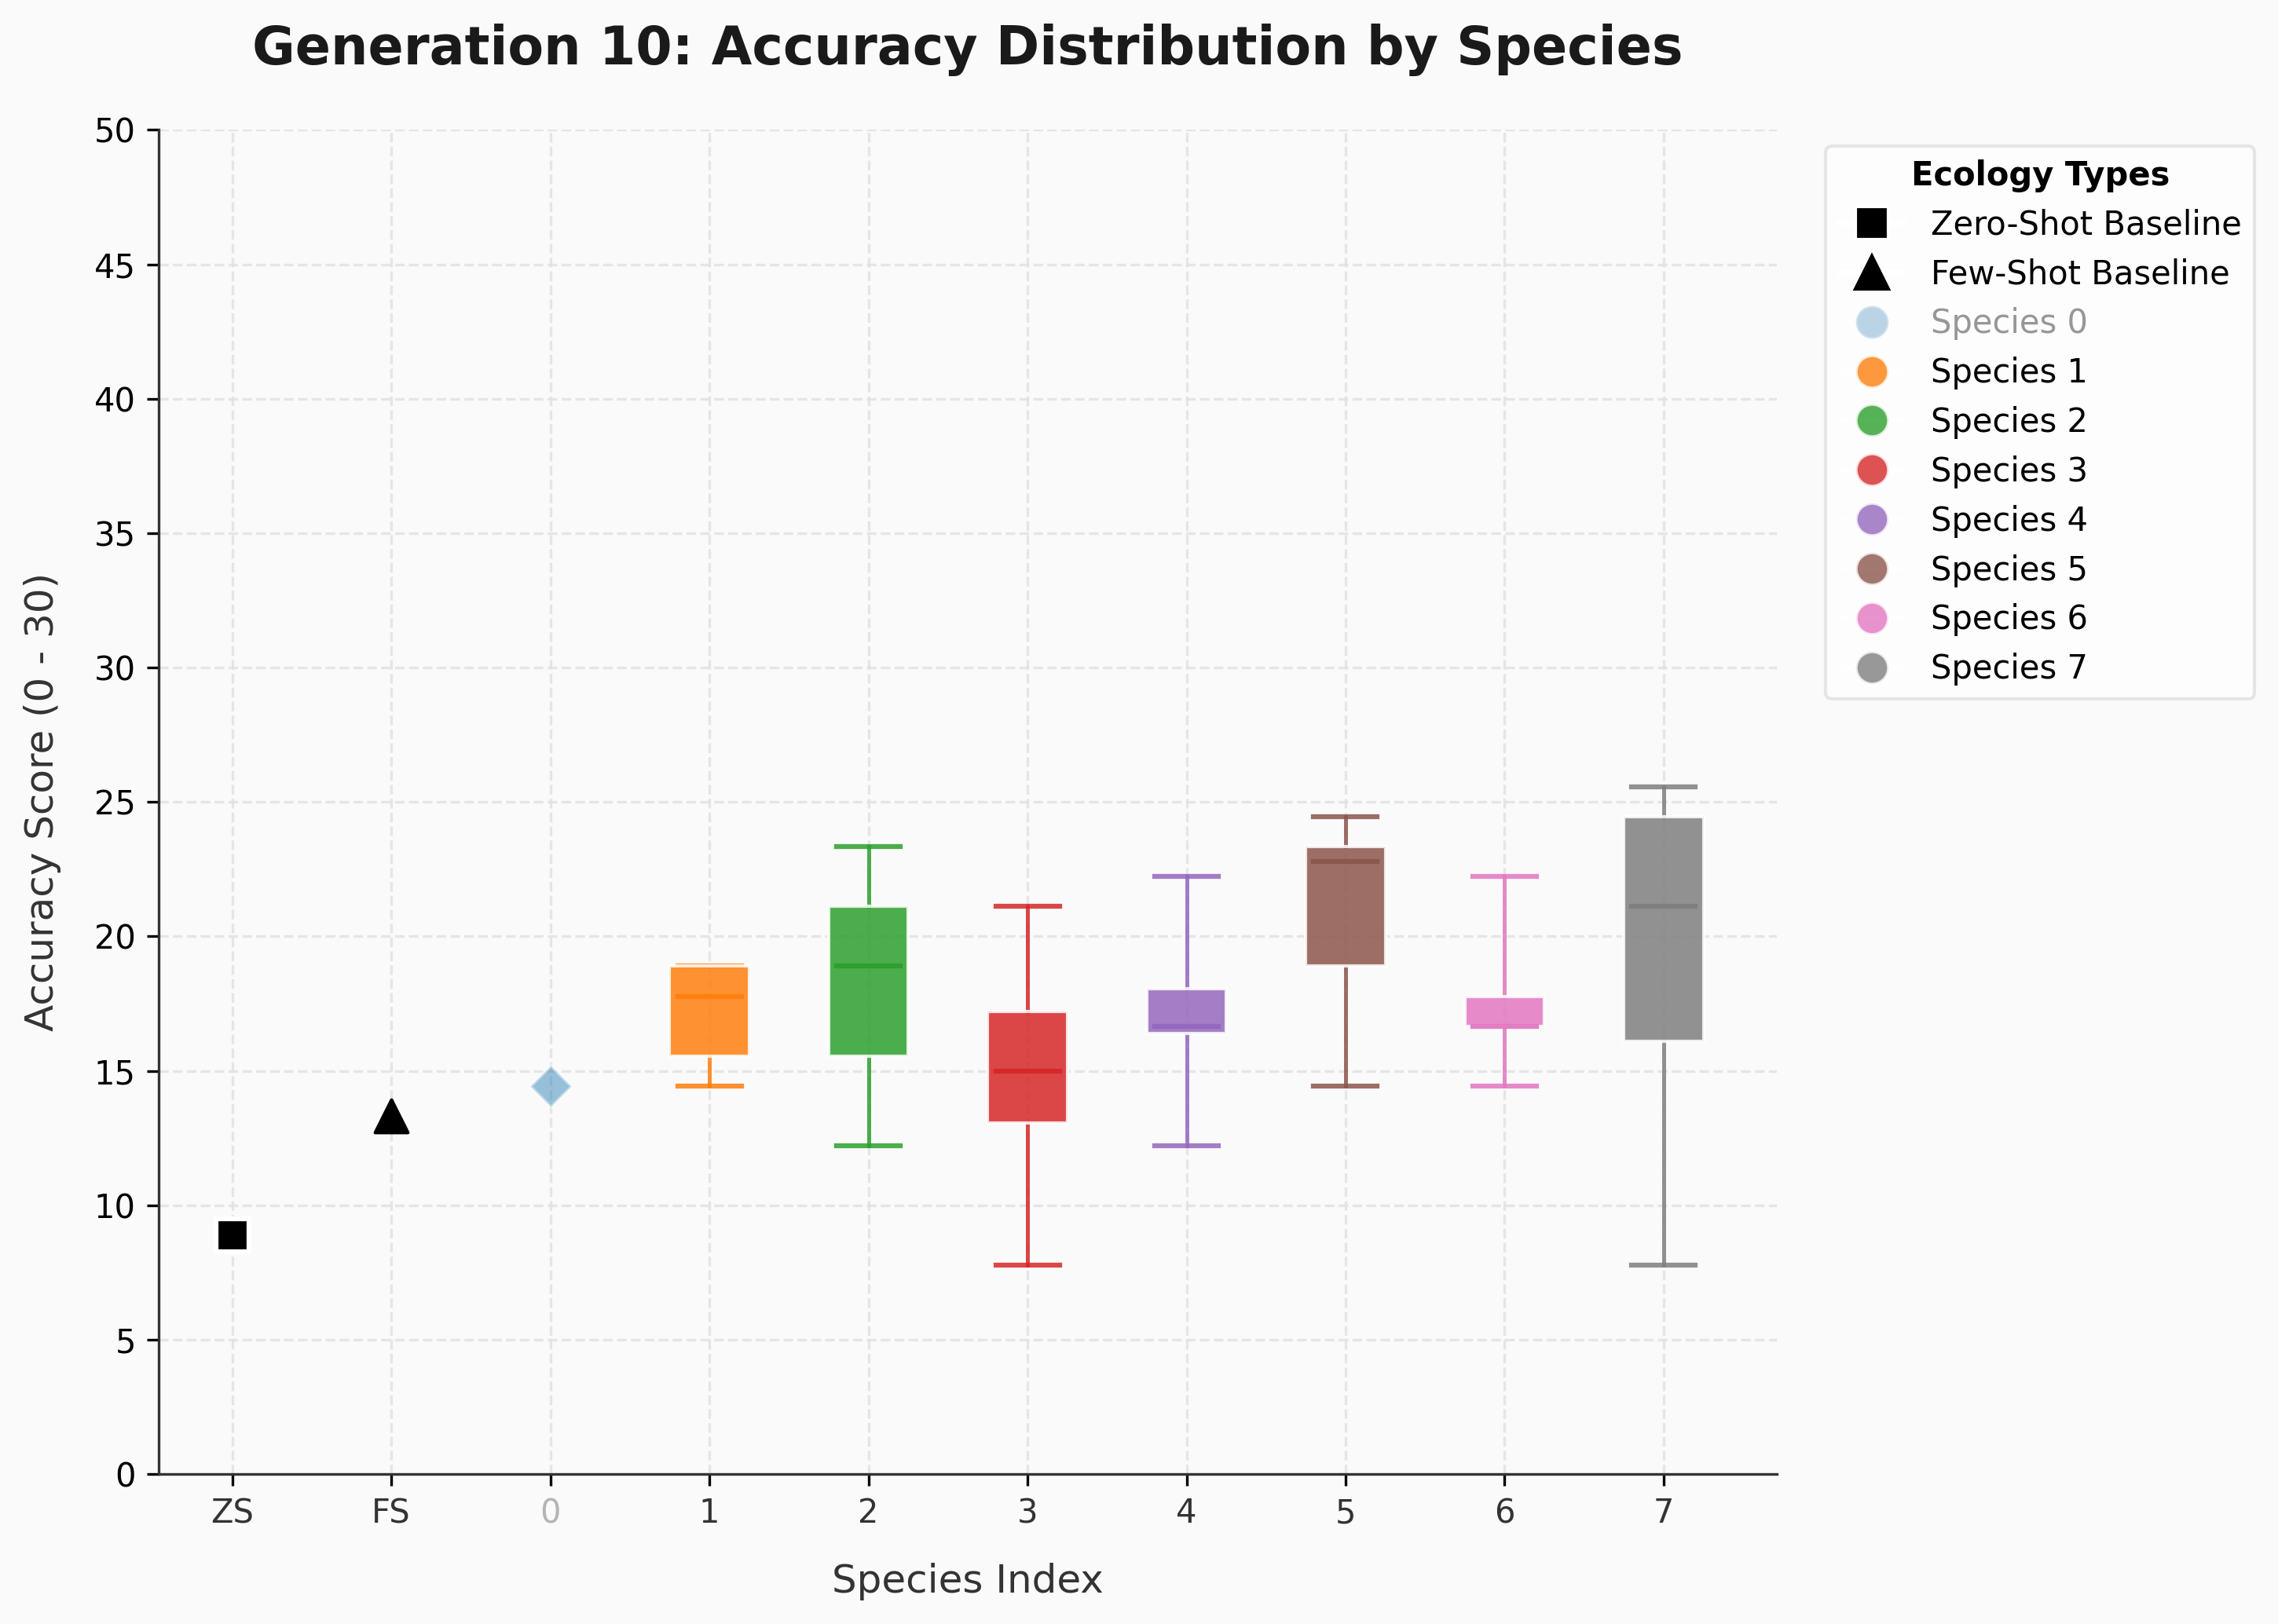 Generation 10: Accuracy Distribution by Species
50
45
40
35
30
25
20
15
10
5
0
Accuracy Score (0 - 30)
ZS FS 0 1 2 3 4 5 6 7
Species Index
Ecology Types
Zero-Shot Baseline
Few-Shot Baseline
Species 0
Species 1
Species 2
Species 3
Species 4
Species 5
Species 6
Species 7